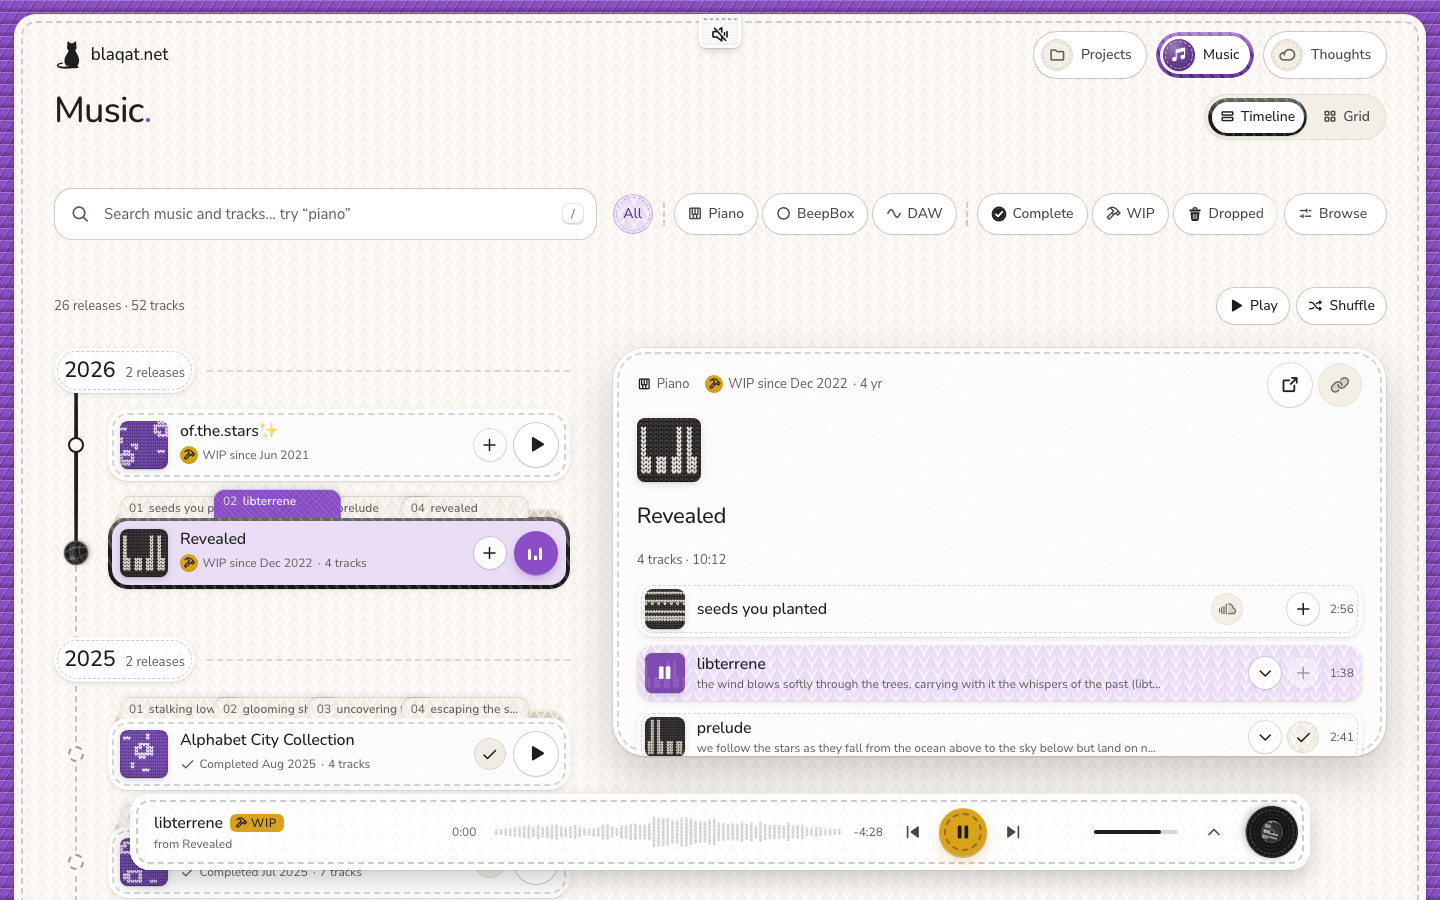 blaqat.net
Projects
Music
Thoughts
Music.
Timeline
Grid
Search music and tracks... try “piano”
/
All
Piano
BeepBox
DAW
Complete
WIP
Dropped
Browse
26 releases · 52 tracks
Play
Shuffle
2026 2 releases
of.the.stars✨
WIP since Jun 2021
01 seeds you p
02 libterrene
prelude
04 revealed
Revealed
WIP since Dec 2022 · 4 tracks
2025 2 releases
01 stalking low
02 glooming sh
03 uncovering
04 escaping the s...
Alphabet City Collection
Completed Aug 2025 · 4 tracks
Completed Jul 2025 · 7 tracks
Piano
WIP since Dec 2022 · 4 yr
Revealed
4 tracks · 10:12
seeds you planted
2:56
libterrene
the wind blows softly through the trees, carrying with it the whispers of the past (libt...
1:38
prelude
we follow the stars as they fall from the ocean above to the sky below but land on n...
2:41
libterrene WIP
from Revealed
0:00
-4:28